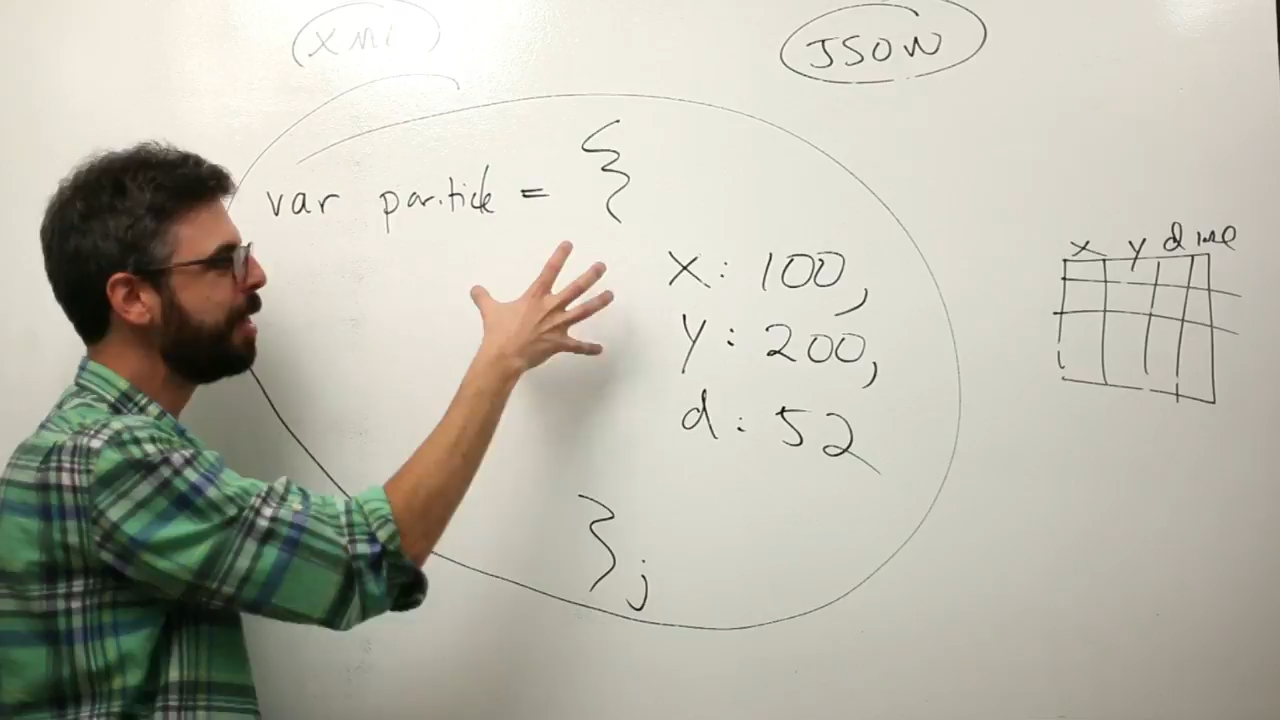 XML
JSON
var particle = {
x: 100,
y: 200,
d: 52
};
x y d